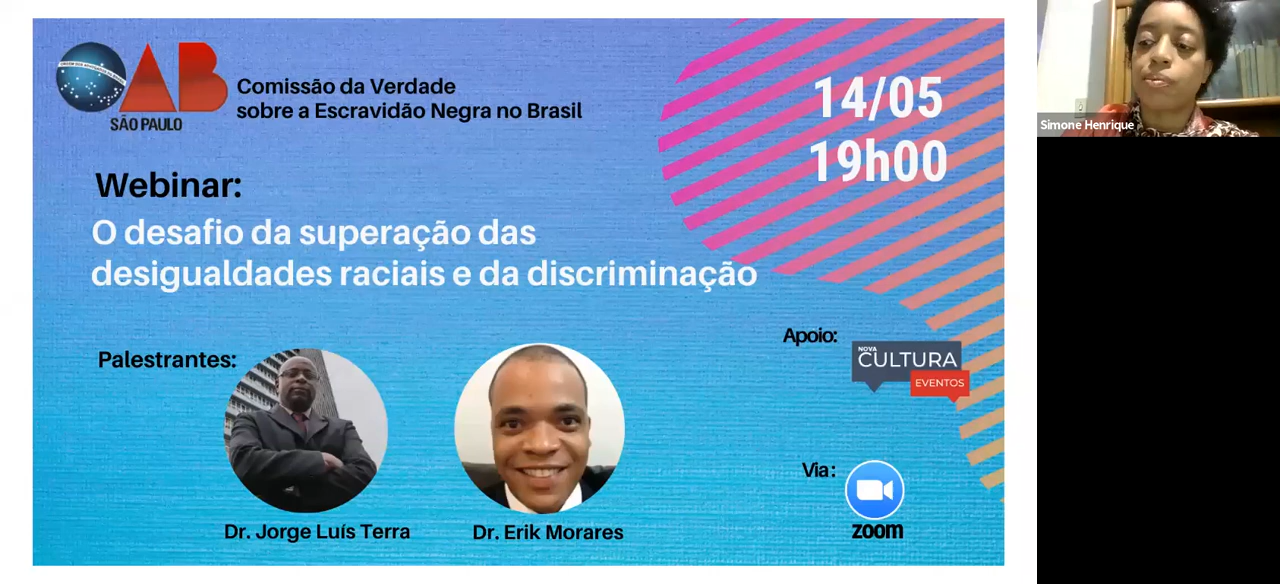 OAB
SÃO PAULO
Comissão da Verdade
sobre a Escravidão Negra no Brasil
14/05
19h00
Webinar:
O desafio da superação das
desigualdades raciais e da discriminação
Palestrantes:
Dr. Jorge Luís Terra
Dr. Erik Morares
Apoio:
NOVA
CULTURA
EVENTOS
Via:
zoom
Simone Henrique